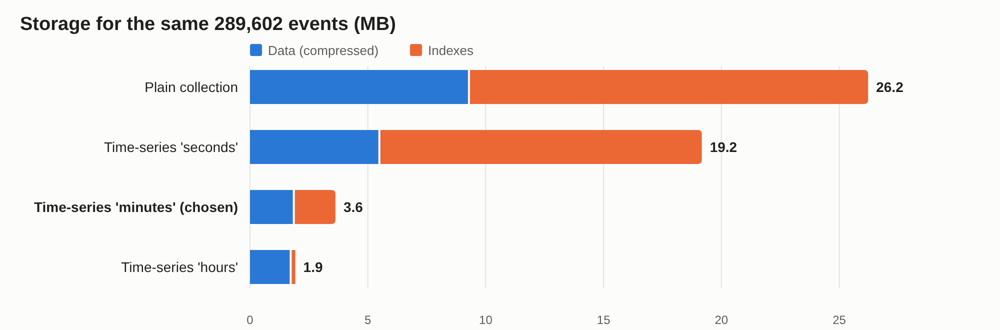 Storage for the same 289,602 events (MB)
Data (compressed) Indexes
Plain collection 26.2
Time-series 'seconds' 19.2
Time-series 'minutes' (chosen) 3.6
Time-series 'hours' 1.9
0 5 10 15 20 25